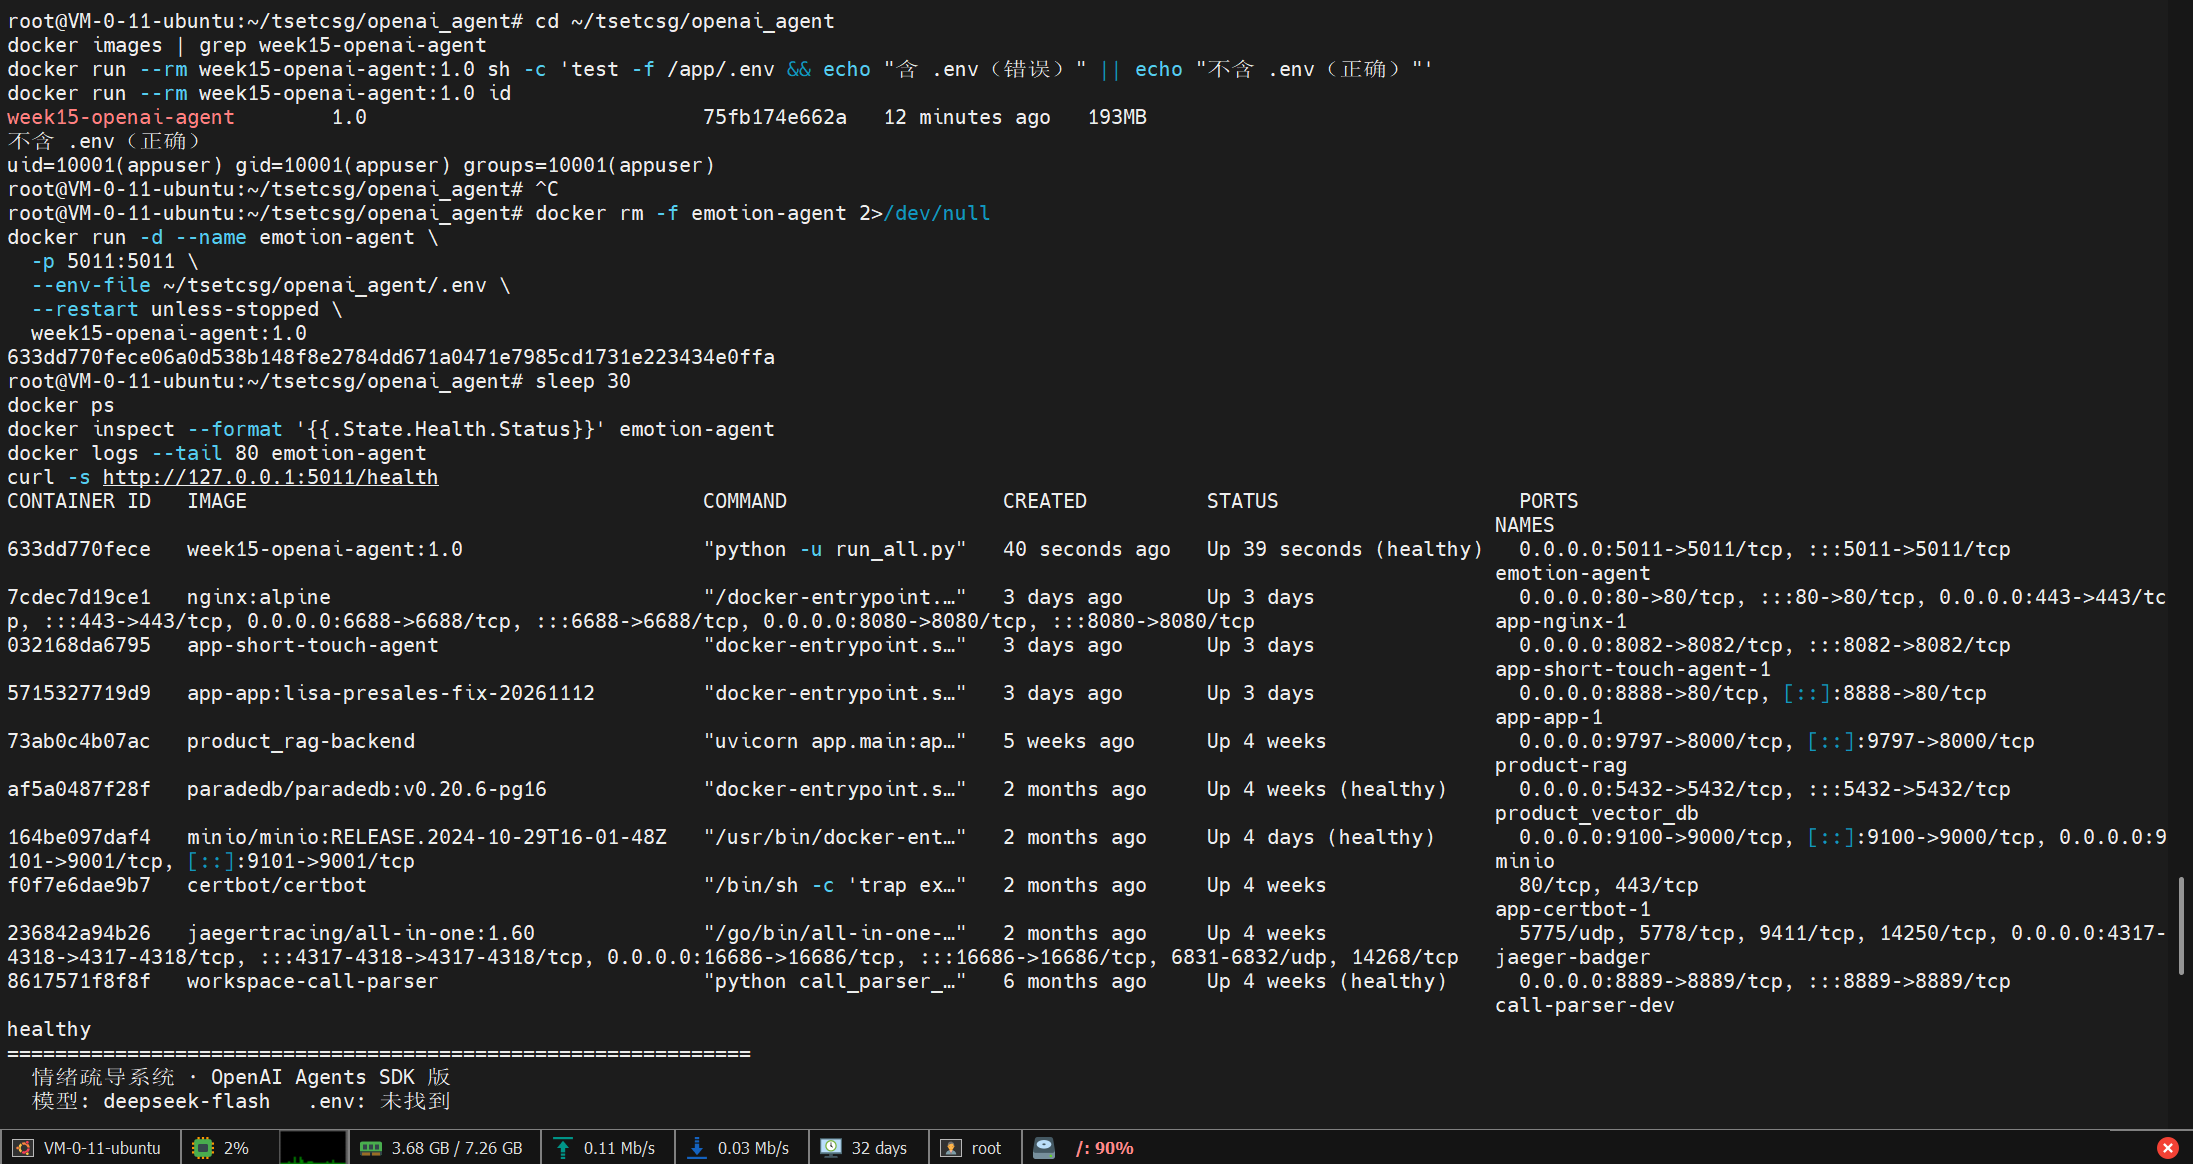 root@VM-0-11-ubuntu:~/tsetcsg/openai_agent# cd ~/tsetcsg/openai_agent
docker images | grep week15-openai-agent
docker run --rm week15-openai-agent:1.0 sh -c 'test -f /app/.env && echo "含 .env（错误）" || echo "不含 .env（正确）"'
docker run --rm week15-openai-agent:1.0 id
week15-openai-agent        1.0                            75fb174e662a   12 minutes ago   193MB
不含 .env（正确）
uid=10001(appuser) gid=10001(appuser) groups=10001(appuser)
root@VM-0-11-ubuntu:~/tsetcsg/openai_agent# ^C
root@VM-0-11-ubuntu:~/tsetcsg/openai_agent# docker rm -f emotion-agent 2>/dev/null
docker run -d --name emotion-agent \
  -p 5011:5011 \
  --env-file ~/tsetcsg/openai_agent/.env \
  --restart unless-stopped \
  week15-openai-agent:1.0
633dd770fece06a0d538b148f8e2784dd671a0471e7985cd1731e223434e0ffa
root@VM-0-11-ubuntu:~/tsetcsg/openai_agent# sleep 30
docker ps
docker inspect --format '{{.State.Health.Status}}' emotion-agent
docker logs --tail 80 emotion-agent
curl -s http://127.0.0.1:5011/health
CONTAINER ID   IMAGE                                      COMMAND                  CREATED          STATUS                    PORTS
NAMES
633dd770fece   week15-openai-agent:1.0                    "python -u run_all.py"   40 seconds ago   Up 39 seconds (healthy)   0.0.0.0:5011->5011/tcp, :::5011->5011/tcp
emotion-agent
7cdec7d19ce1   nginx:alpine                               "/docker-entrypoint.…"   3 days ago       Up 3 days                 0.0.0.0:80->80/tcp, :::80->80/tcp, 0.0.0.0:443->443/tc
p, :::443->443/tcp, 0.0.0.0:6688->6688/tcp, :::6688->6688/tcp, 0.0.0.0:8080->8080/tcp, :::8080->8080/tcp                    app-nginx-1
032168da6795   app-short-touch-agent                      "docker-entrypoint.s…"   3 days ago       Up 3 days                 0.0.0.0:8082->8082/tcp, :::8082->8082/tcp
app-short-touch-agent-1
5715327719d9   app-app:lisa-presales-fix-20261112         "docker-entrypoint.s…"   3 days ago       Up 3 days                 0.0.0.0:8888->80/tcp, [::]:8888->80/tcp
app-app-1
73ab0c4b07ac   product_rag-backend                        "uvicorn app.main:ap…"   5 weeks ago      Up 4 weeks                0.0.0.0:9797->8000/tcp, [::]:9797->8000/tcp
product-rag
af5a0487f28f   paradedb/paradedb:v0.20.6-pg16             "docker-entrypoint.s…"   2 months ago     Up 4 weeks (healthy)      0.0.0.0:5432->5432/tcp, :::5432->5432/tcp
product_vector_db
164be097daf4   minio/minio:RELEASE.2024-10-29T16-01-48Z   "/usr/bin/docker-ent…"   2 months ago     Up 4 days (healthy)       0.0.0.0:9100->9000/tcp, [::]:9100->9000/tcp, 0.0.0.0:9
101->9001/tcp, [::]:9101->9001/tcp                    minio
f0f7e6dae9b7   certbot/certbot                            "/bin/sh -c 'trap ex…"   2 months ago     Up 4 weeks                80/tcp, 443/tcp
app-certbot-1
236842a94b26   jaegertracing/all-in-one:1.60              "/go/bin/all-in-one-…"   2 months ago     Up 4 weeks                5775/udp, 5778/tcp, 9411/tcp, 14250/tcp, 0.0.0.0:4317-
4318->4317-4318/tcp, :::4317-4318->4317-4318/tcp, 0.0.0.0:16686->16686/tcp, :::16686->16686/tcp, 6831-6832/udp, 14268/tcp   jaeger-badger
8617571f8f8f   workspace-call-parser                      "python call_parser_…"   6 months ago     Up 4 weeks (healthy)      0.0.0.0:8889->8889/tcp, :::8889->8889/tcp
call-parser-dev
healthy
==============================================================
  情绪疏导系统 · OpenAI Agents SDK 版
  模型: deepseek-flash   .env: 未找到
VM-0-11-ubuntu   2%   3.68 GB / 7.26 GB   0.11 Mb/s   0.03 Mb/s   32 days   root   /: 90%